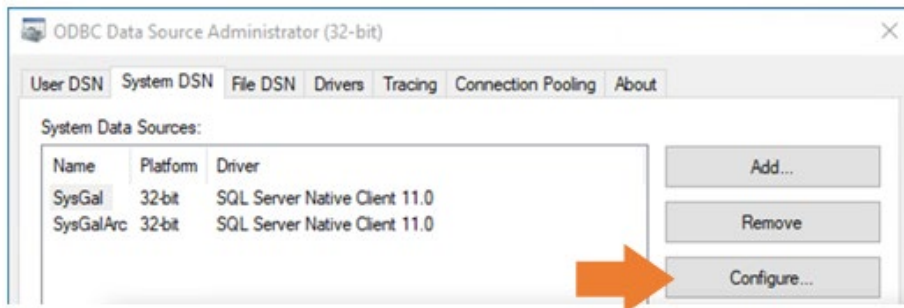 ODBC Data Source Administrator (32-bit)
User DSN System DSN File DSN Drivers Tracing Connection Pooling About
System Data Sources:
Name Platform Driver
SysGal 32-bit SQL Server Native Client 11.0
SysGalArc 32-bit SQL Server Native Client 11.0
Add...
Remove
Configure...